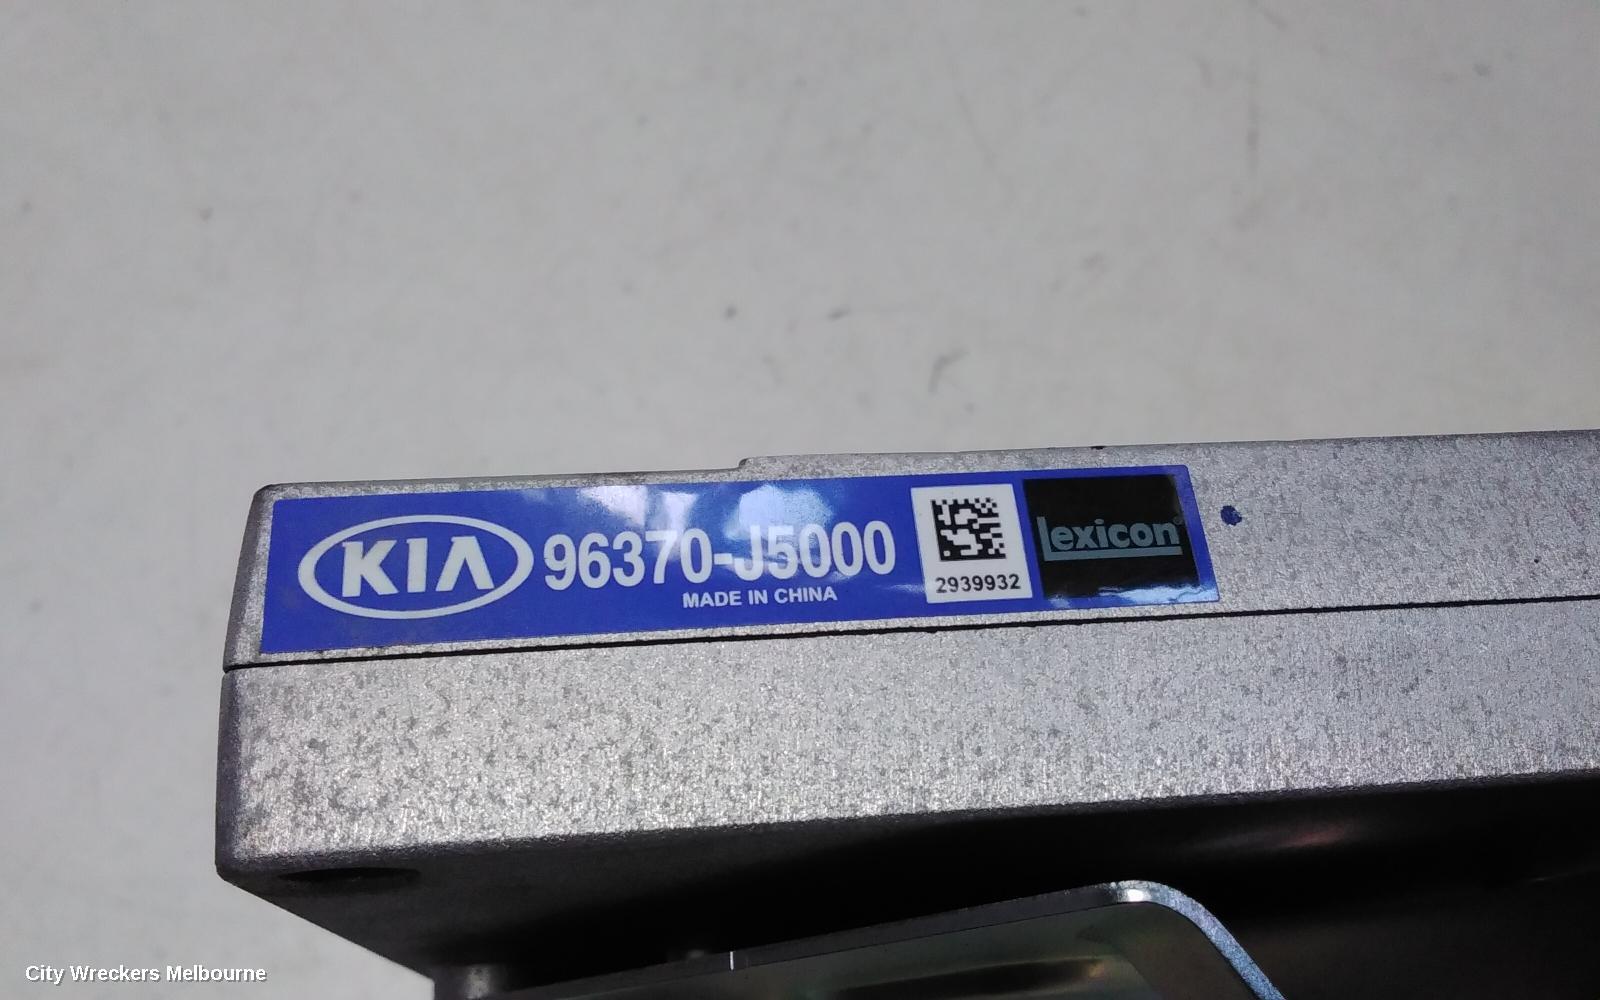 KIA 96370-J5000
MADE IN CHINA
2939932
lexicon®
City Wreckers Melbourne